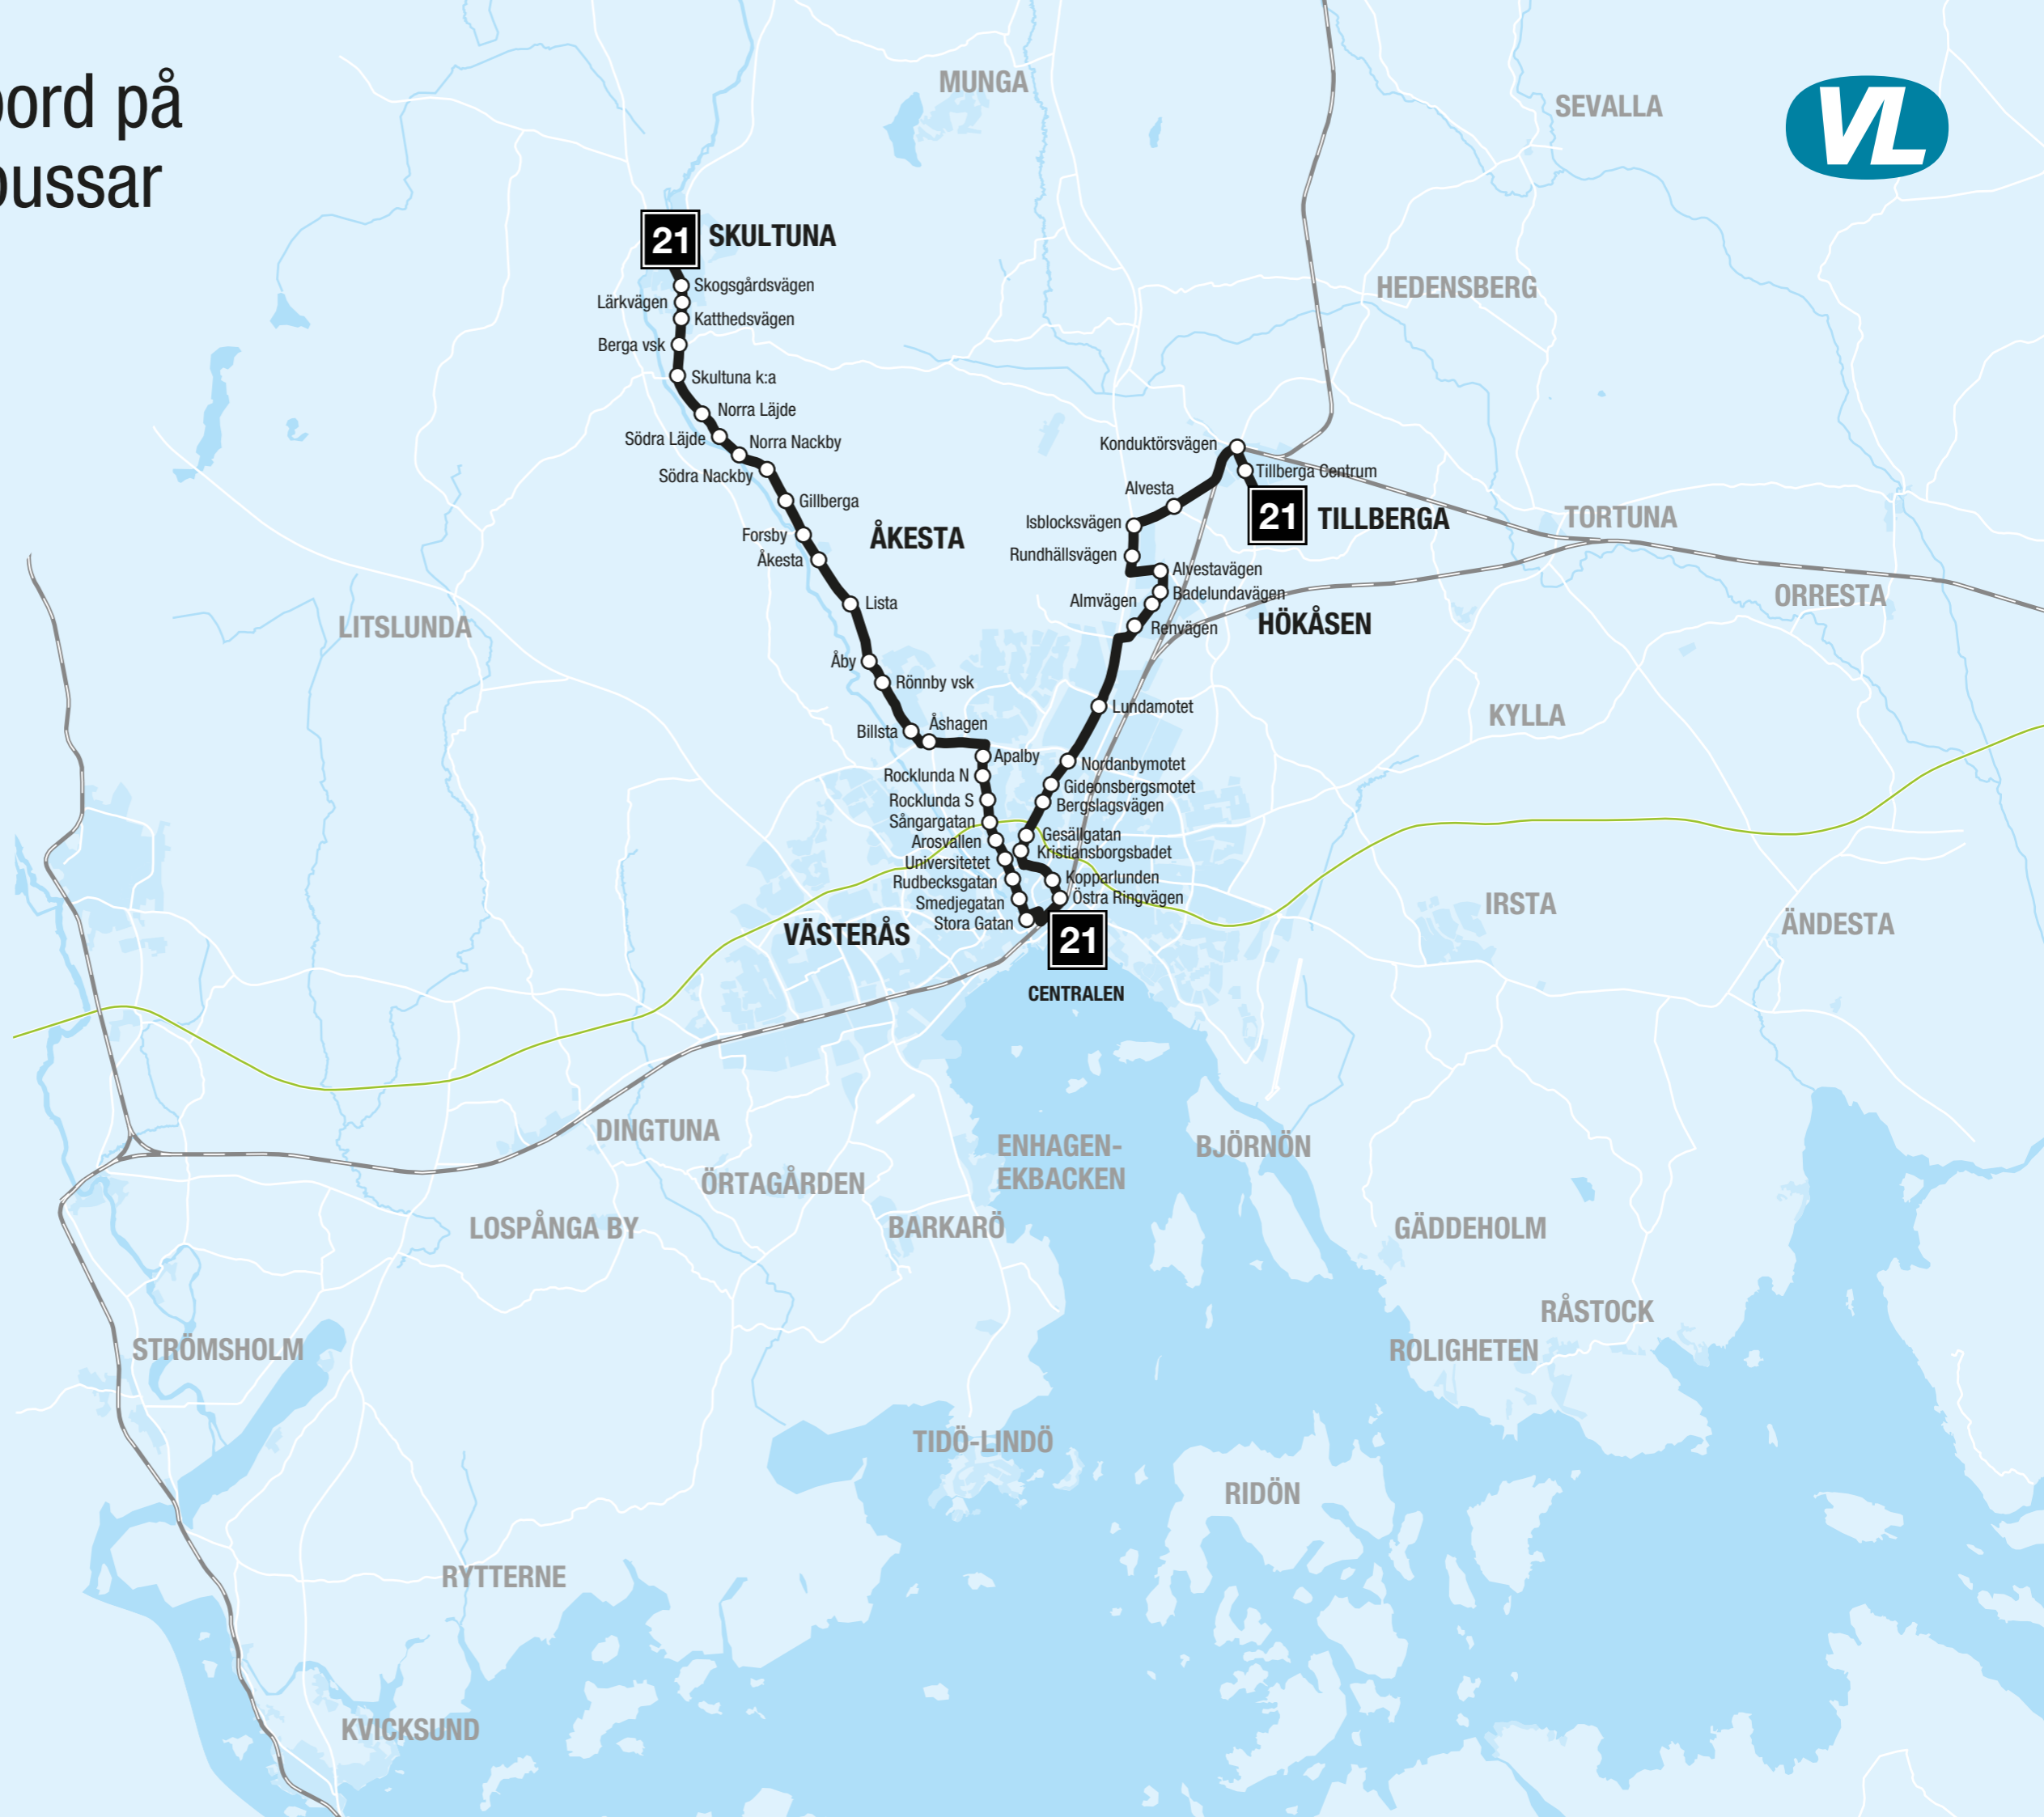 bord på
bussar
VL
MUNGA
SEVALLA
21 SKULTUNA
Skogsgårdsvägen
Lärkvägen
Katthedsvägen
Berga vsk
Skultuna k:a
Norra Läjde
Södra Läjde
Norra Nackby
Södra Nackby
Gillberga
Forsby
Åkesta
ÅKESTA
Lista
Åby
Rönnby vsk
Billsta
Åshagen
Apalby
Rocklunda N
Rocklunda S
Sångargatan
Arosvallen
Universitetet
Rudbecksgatan
Smedjegatan
Stora Gatan
VÄSTERÅS
HEDENSBERG
Konduktörsvägen
Tillberga Centrum
21 TILLBERGA
Alvesta
Isblocksvägen
Rundhällsvägen
Alvestavägen
Badelundavägen
Almvägen
Renvägen
HÖKÅSEN
Lundamotet
Nordanbymotet
Gideonsbergsmotet
Bergslagsvägen
Gesällgatan
Kristiansborgsbadet
Kopparlunden
Östra Ringvägen
21
CENTRALEN
TORTUNA
ORRESTA
LITSLUNDA
KYLLA
IRSTA
ÄNDESTA
DINGTUNA
ENHAGEN-
EKBACKEN
BJÖRNÖN
ÖRTAGÅRDEN
LOSPÅNGA BY
BARKARÖ
GÄDDEHOLM
RÅSTOCK
STRÖMSHOLM
ROLIGHETEN
TIDÖ-LINDÖ
RIDÖN
RYTTERNE
KVICKSUND